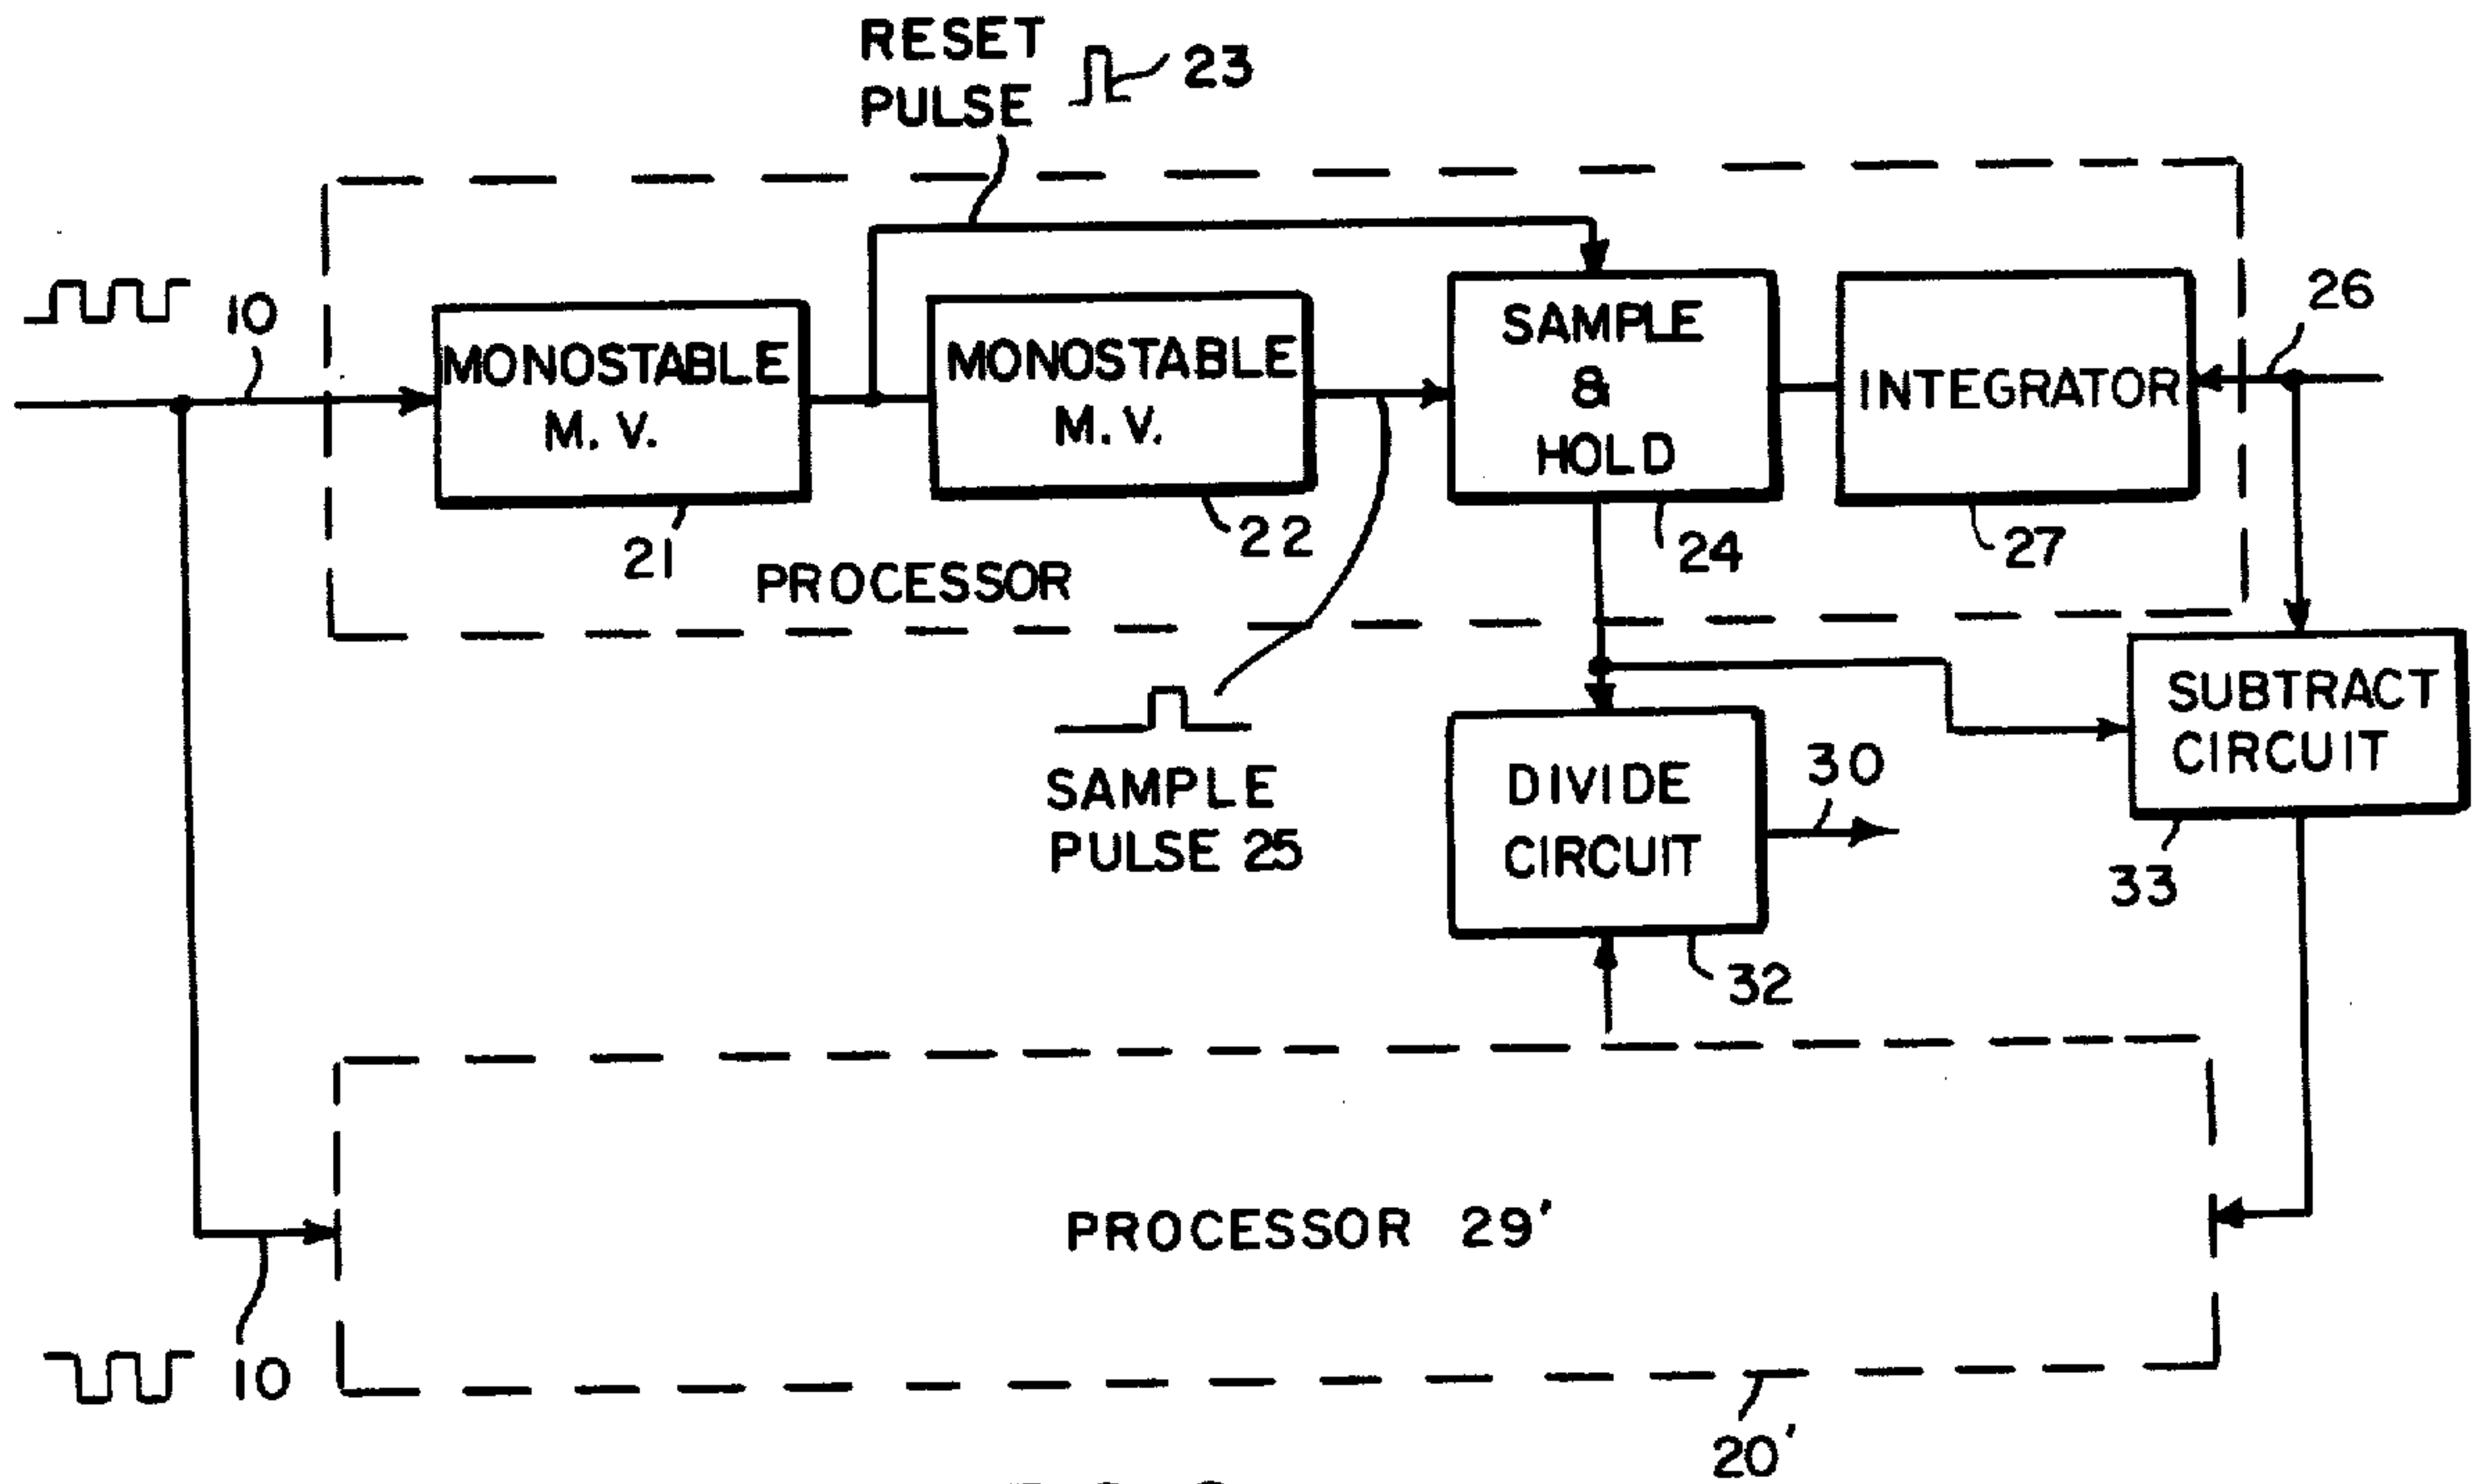 RESET
PULSE
23
10
26
MONOSTABLE
M. V.
MONOSTABLE
M. V.
SAMPLE
&
HOLD
INTEGRATOR
21
22
24
27
PROCESSOR
SUBTRACT
CIRCUIT
33
SAMPLE
PULSE 25
DIVIDE
CIRCUIT
30
32
PROCESSOR 29'
10
20'